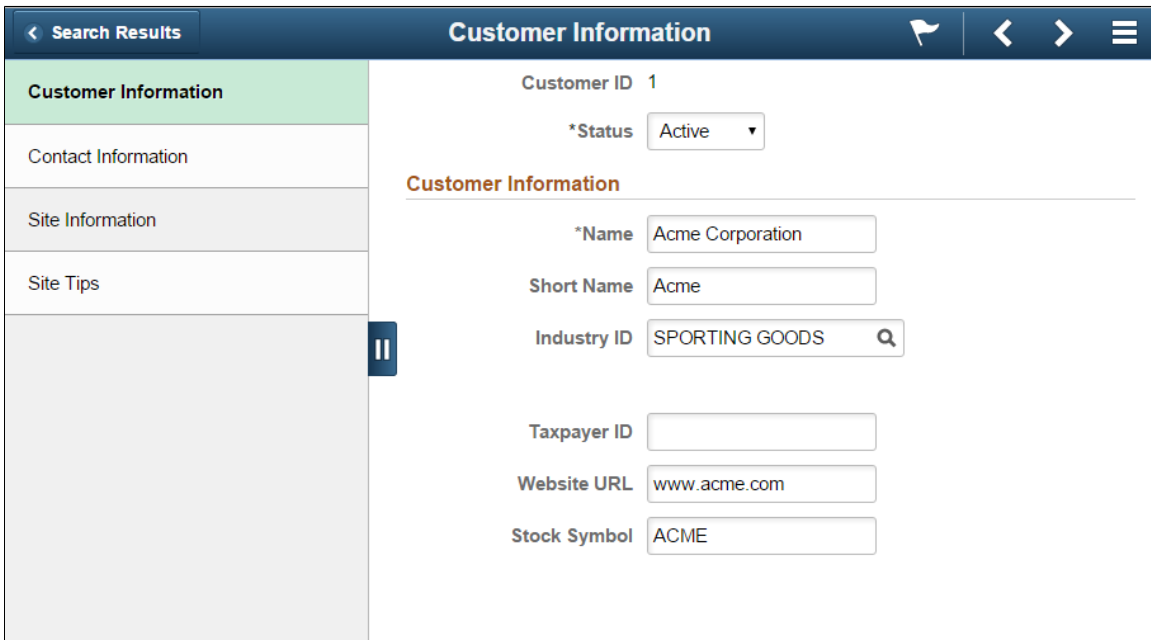 Search Results
Customer Information
Customer Information
Contact Information
Site Information
Site Tips
Customer ID 1
*Status Active
Customer Information
*Name Acme Corporation
Short Name Acme
Industry ID SPORTING GOODS
Taxpayer ID
Website URL www.acme.com
Stock Symbol ACME